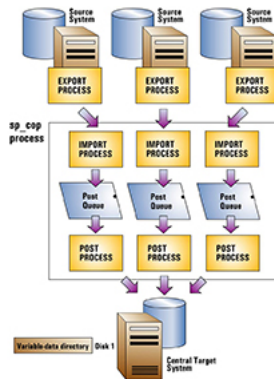 Source
System
Source
System
Source
System
EXPORT
PROCESS
EXPORT
PROCESS
EXPORT
PROCESS
sp_cop
process
IMPORT
PROCESS
IMPORT
PROCESS
IMPORT
PROCESS
Post
Queue
Post
Queue
Post
Queue
POST
PROCESS
POST
PROCESS
POST
PROCESS
Variable-data directory
Disk 1
Central Target
System